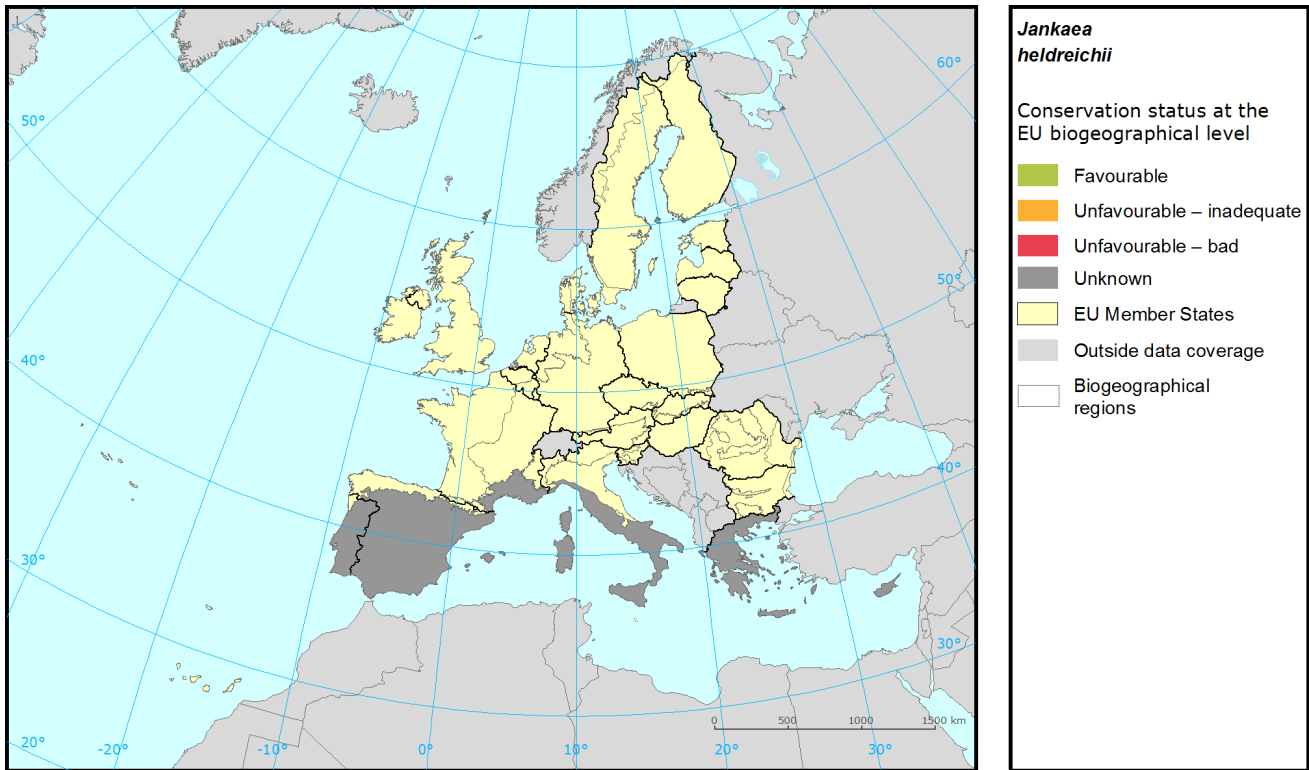 Jankaea
heldreichii
Conservation status at the
EU biogeographical level
Favourable
Unfavourable – inadequate
Unfavourable – bad
Unknown
EU Member States
Outside data coverage
Biogeographical
regions
60°
50°
50°
40°
40°
30°
30°
20°
-20°
-10°
0°
10°
20°
30°
0 500 1000 1500 km